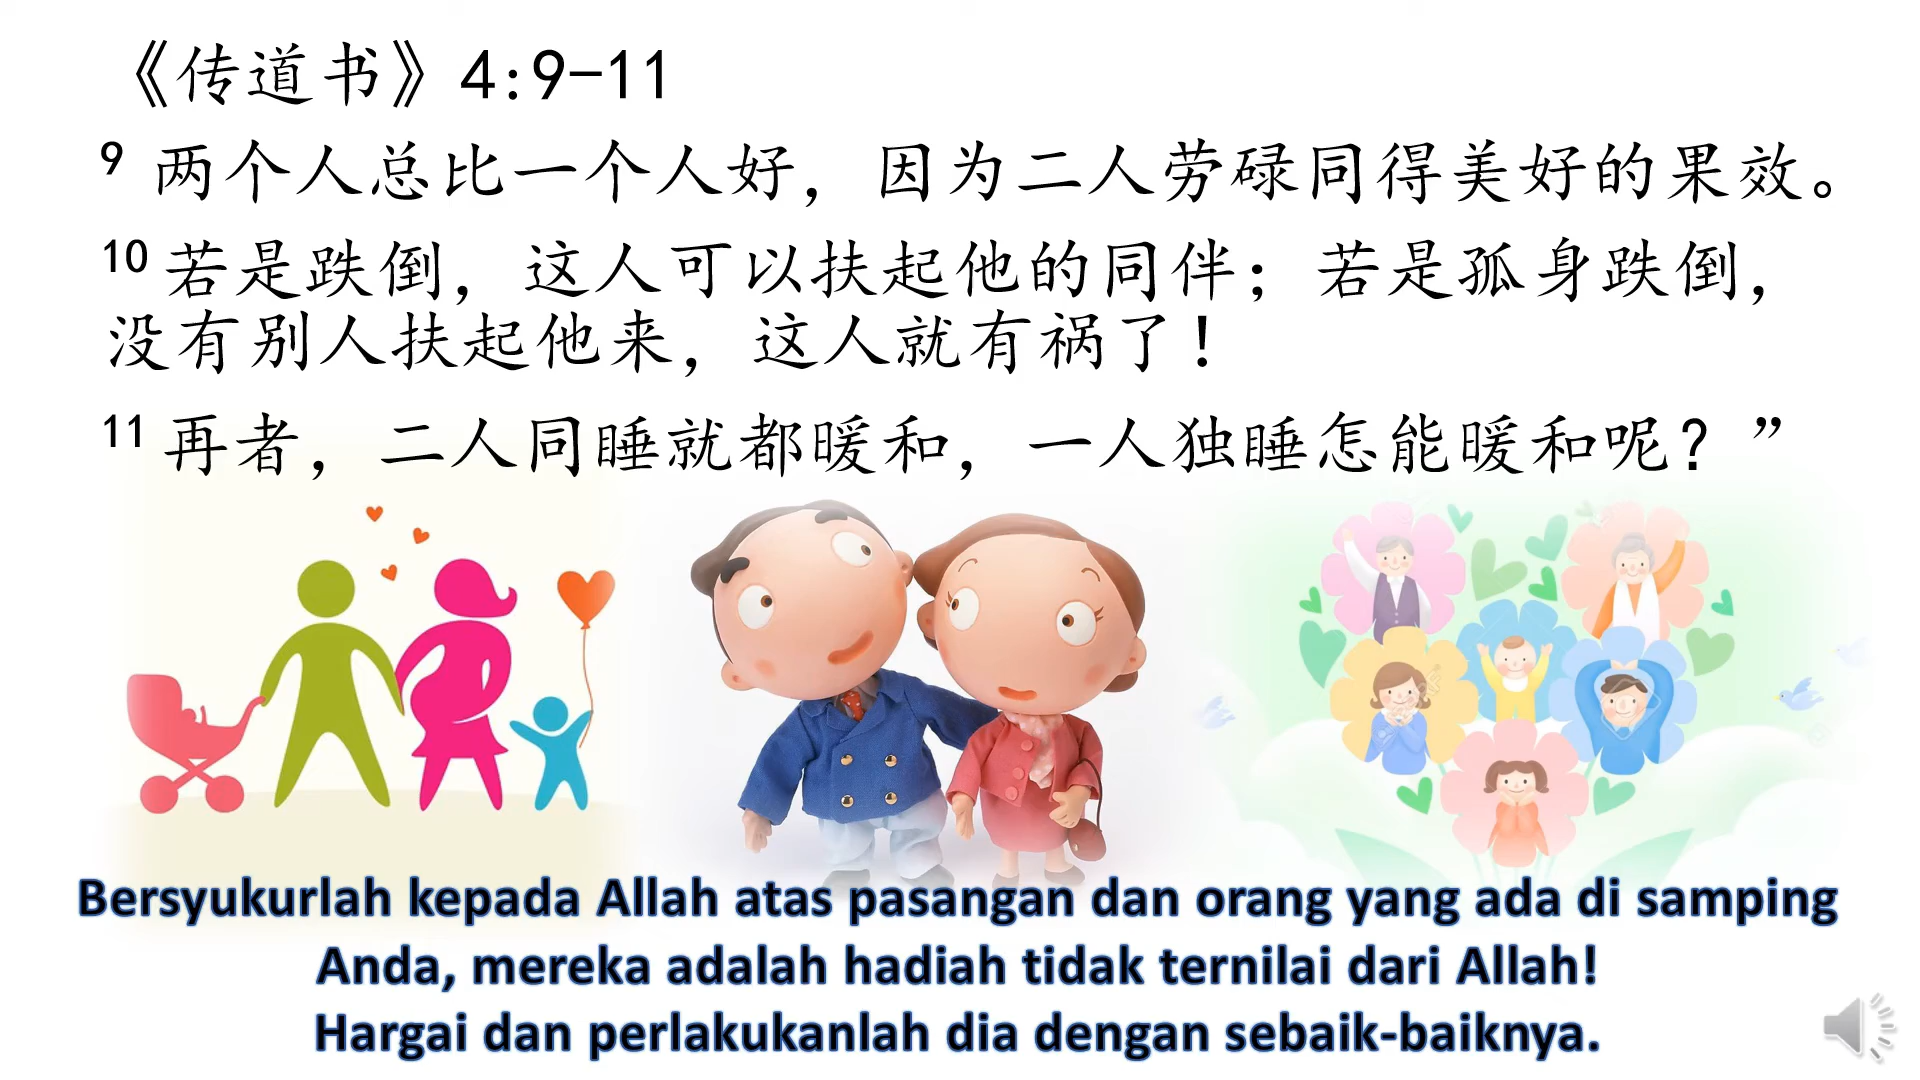 《传道书》4:9-11
9 两个人总比一个人好，因为二人劳碌同得美好的果效。
10 若是跌倒，这人可以扶起他的同伴；若是孤身跌倒，
没有别人扶起他来，这人就有祸了！
11 再者，二人同睡就都暖和，一人独睡怎能暖和呢？”
Bersyukurlah kepada Allah atas pasangan dan orang yang ada di samping
Anda, mereka adalah hadiah tidak ternilai dari Allah!
Hargai dan perlakukanlah dia dengan sebaik-baiknya.